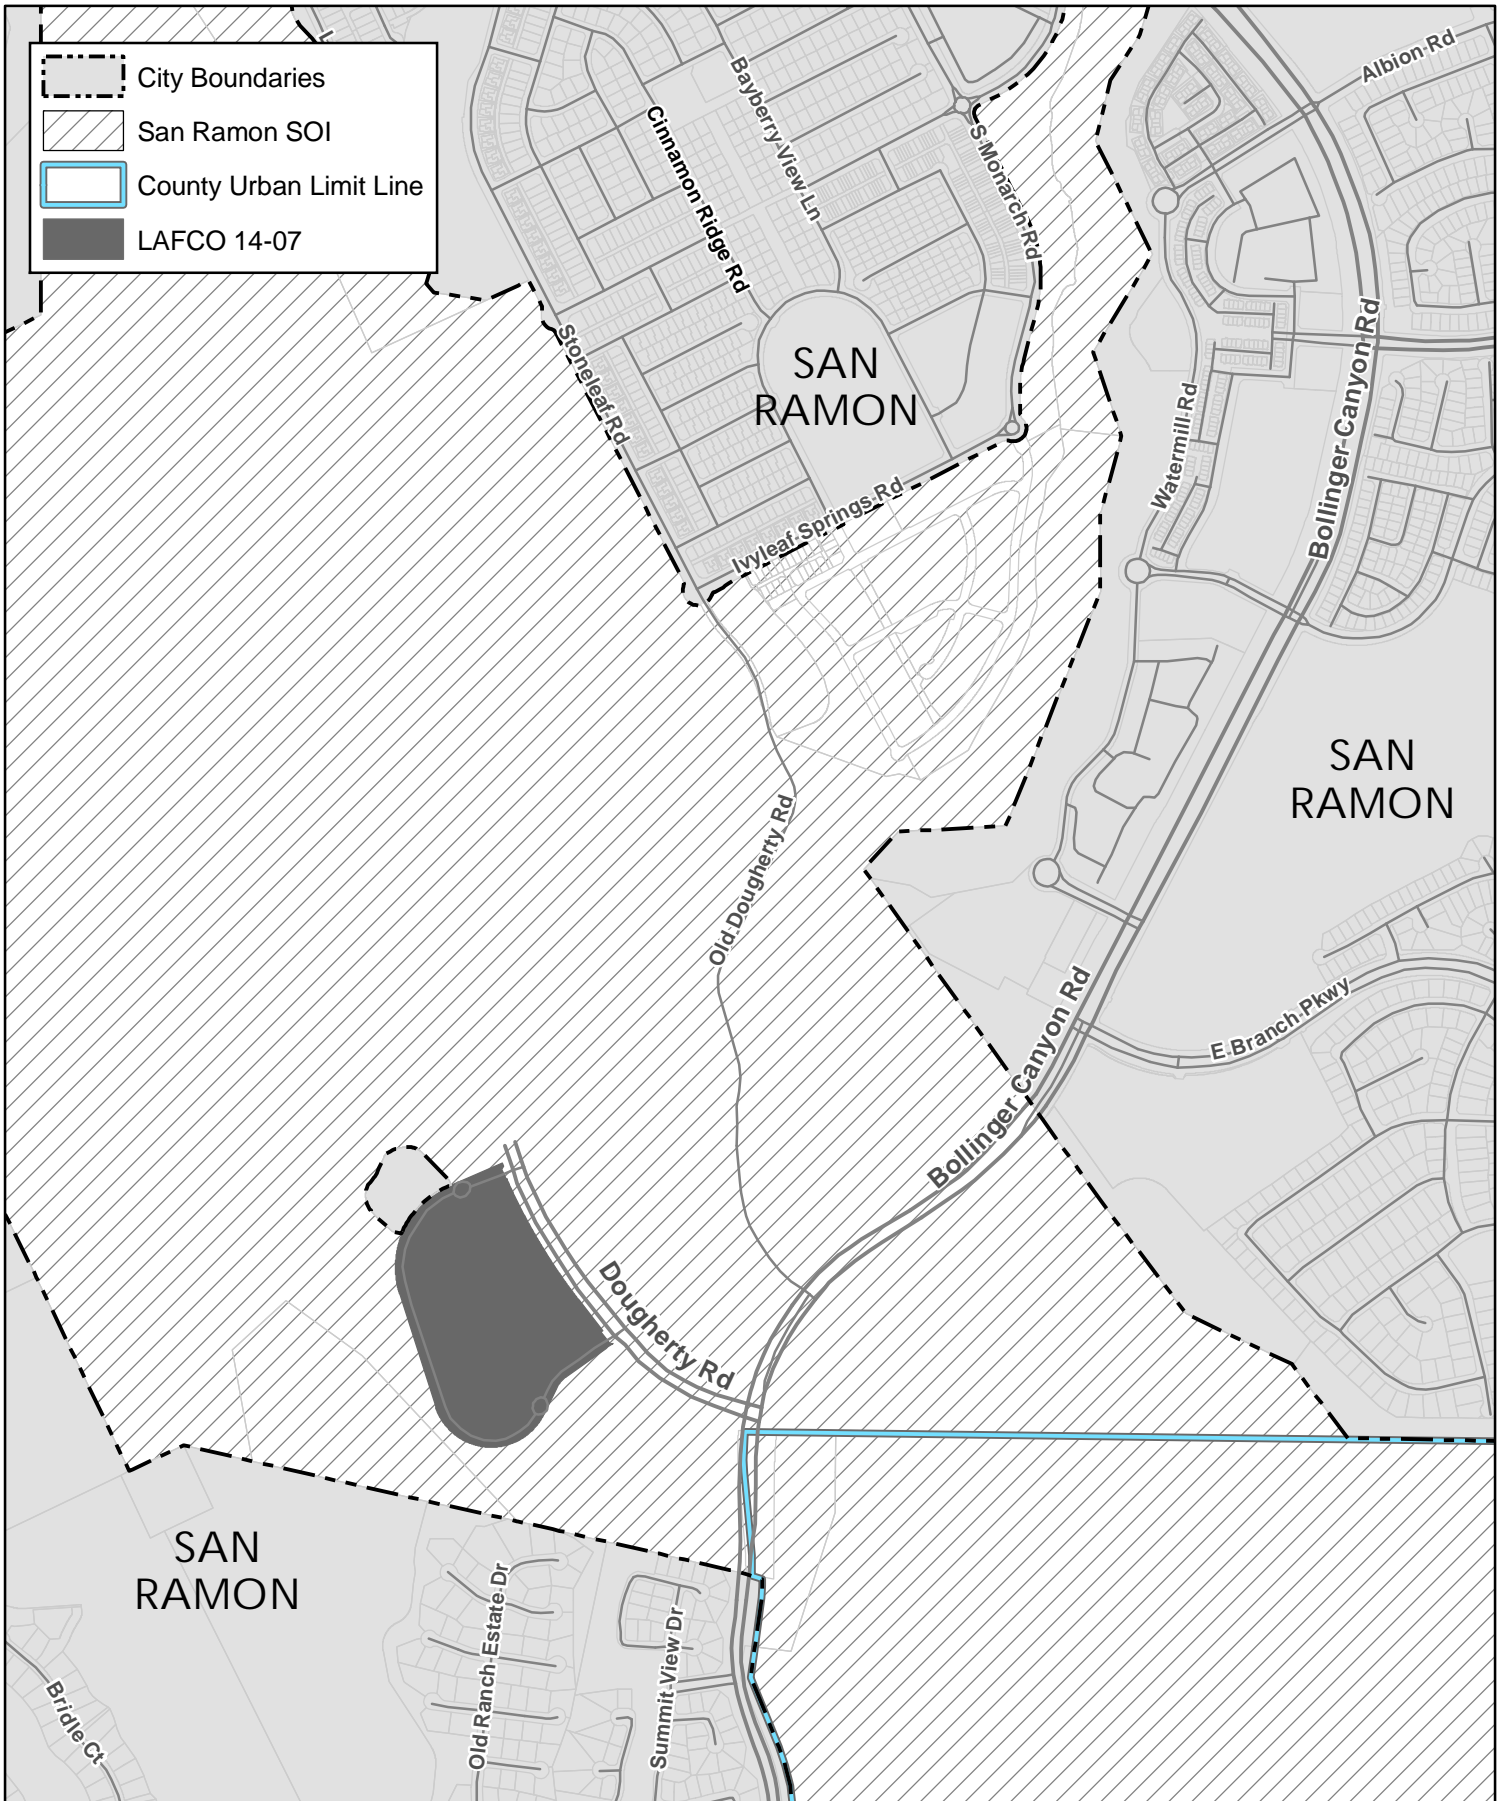 City Boundaries
San Ramon SOI
County Urban Limit Line
LAFCO 14-07
L
Albion Rd
Bayberry View Ln
Cinnamon Ridge Rd
S Monarch Rd
Stoneleaf Rd
SAN
RAMON
Bollinger Canyon Rd
Watermill Rd
Ivyleaf Springs Rd
SAN
RAMON
Old Dougherty Rd
Bollinger Canyon Rd
E Branch Pkwy
Dougherty Rd
SAN
RAMON
Old Ranch Estate Dr
Summit View Dr
Bridle Ct